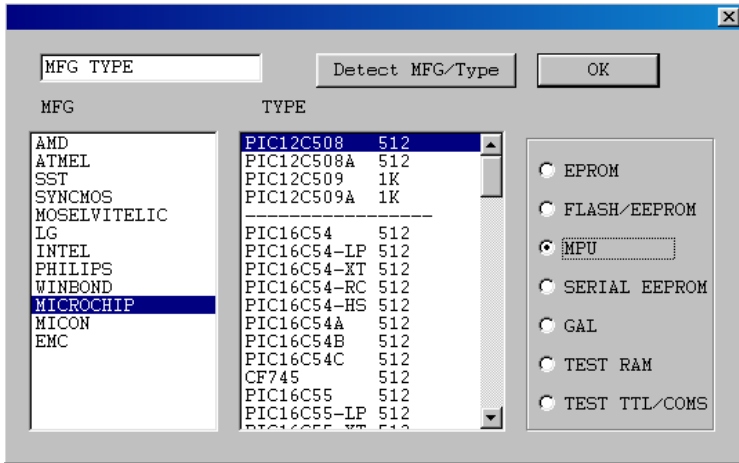 MFG TYPE
Detect MFG/Type
OK
MFG
TYPE
AMD
ATMEL
SST
SYNCMOS
MOSELVITELIC
LG
INTEL
PHILIPS
WINBOND
MICROCHIP
MICON
EMC
PIC12C508 512
PIC12C508A 512
PIC12C509 1K
PIC12C509A 1K
------------------
PIC16C54 512
PIC16C54-LP 512
PIC16C54-XT 512
PIC16C54-RC 512
PIC16C54-HS 512
PIC16C54A 512
PIC16C54B 512
PIC16C54C 512
CF745 512
PIC16C55 512
PIC16C55-LP 512
PIC16C55-XT 512
EPROM
FLASH/EEPROM
MPU
SERIAL EEPROM
GAL
TEST RAM
TEST TTL/COMS